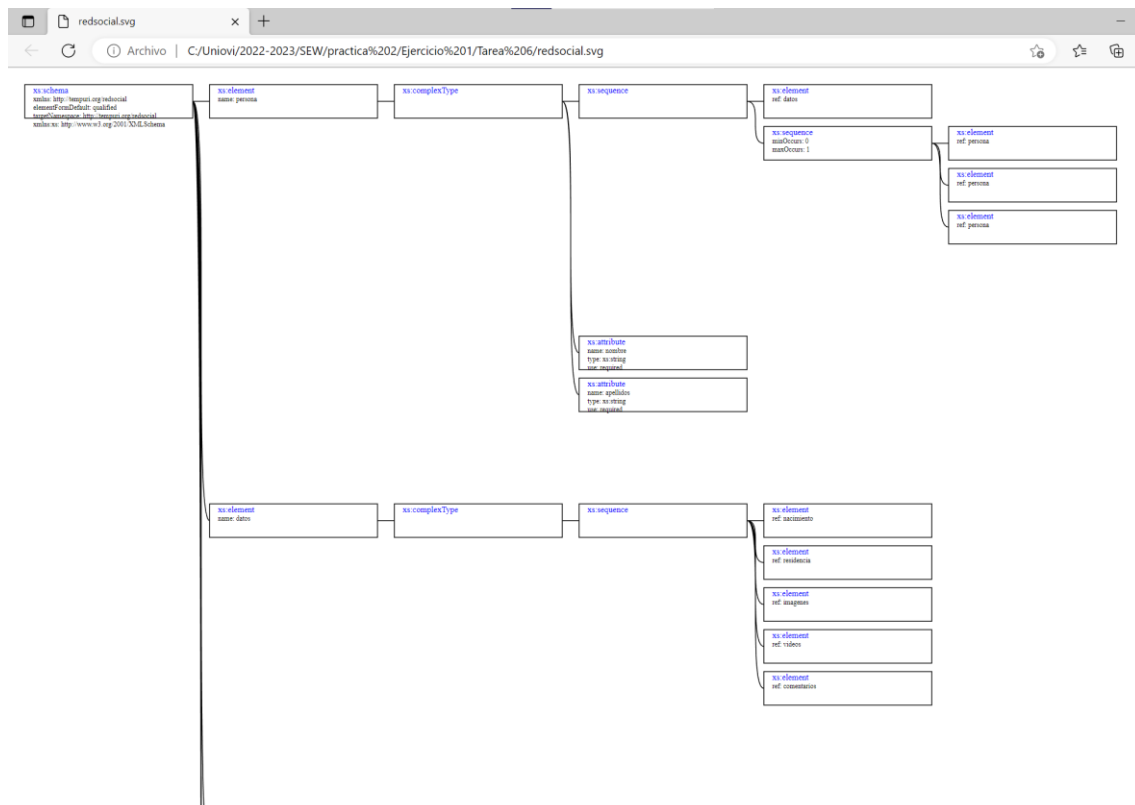 redsocial.svg
Archivo | C:/Uniovi/2022-2023/SEW/practica%202/Ejercicio%201/Tarea%206/redsocial.svg
xs:schema
xmlns: http://tempuri.org/redsocial
elementFormDefault: qualified
targetNamespace: http://tempuri.org/redsocial
xmlns:xs: http://www.w3.org/2001/XMLSchema
xs:element
name: persona
xs:complexType
xs:sequence
xs:element
ref: datos
xs:sequence
minOccurs: 0
maxOccurs: 1
xs:element
ref: persona
xs:element
ref: persona
xs:element
ref: persona
xs:attribute
name: nombre
type: xs:string
use: required
xs:attribute
name: apellidos
type: xs:string
use: required
xs:element
name: datos
xs:complexType
xs:sequence
xs:element
ref: nacimiento
xs:element
ref: residencia
xs:element
ref: imagenes
xs:element
ref: videos
xs:element
ref: comentarios